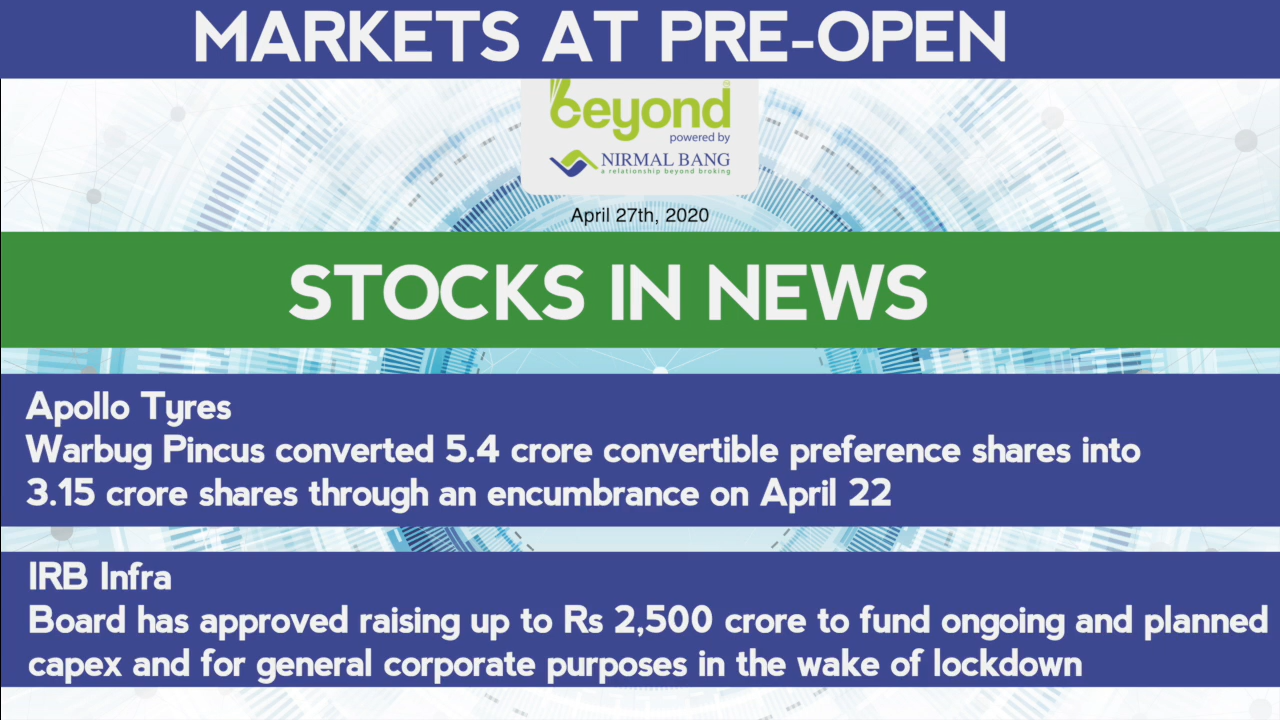 MARKETS AT PRE-OPEN
beyond
powered by
NIRMAL BANG
a relationship beyond broking
April 27th, 2020
STOCKS IN NEWS
Apollo Tyres
Warbug Pincus converted 5.4 crore convertible preference shares into
3.15 crore shares through an encumbrance on April 22
IRB Infra
Board has approved raising up to Rs 2,500 crore to fund ongoing and planned
capex and for general corporate purposes in the wake of lockdown